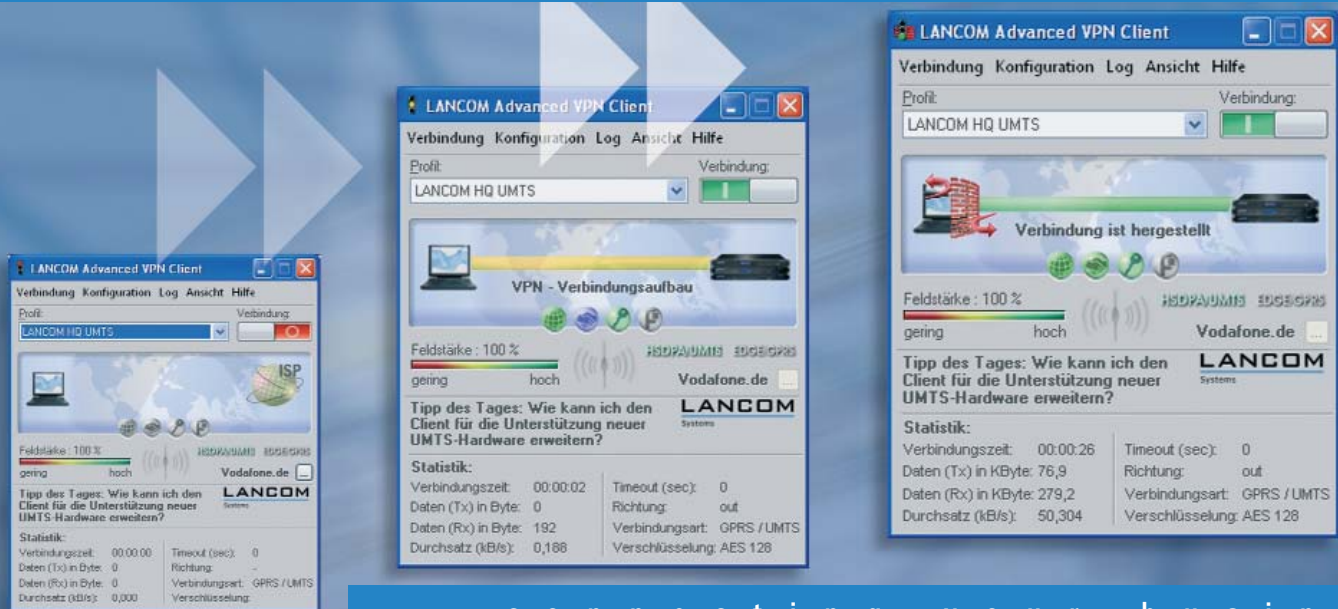 LANCOM Advanced VPN Client
Verbindung Konfiguration Log Ansicht Hilfe
Profil: Verbindung:
LANCOM HQ UMTS
ISP
Feldstärke : 100 % HSDPA/UMTS EDGE/GPRS
gering hoch Vodafone.de ...
Tipp des Tages: Wie kann ich den
Client für die Unterstützung neuer
UMTS-Hardware erweitern?
LANCOM
Systems
Statistik:
Verbindungszeit: 00:00:00 Timeout (sec): 0
Daten (Tx) in Byte: 0 Richtung: -
Daten (Rx) in Byte: 0 Verbindungsart: GPRS / UMTS
Durchsatz (kB/s): 0,000 Verschlüsselung:
LANCOM Advanced VPN Client
Verbindung Konfiguration Log Ansicht Hilfe
Profil: Verbindung:
LANCOM HQ UMTS
VPN - Verbindungsaufbau
Feldstärke : 100 % HSDPA/UMTS EDGE/GPRS
gering hoch Vodafone.de ...
Tipp des Tages: Wie kann ich den
Client für die Unterstützung neuer
UMTS-Hardware erweitern?
LANCOM
Systems
Statistik:
Verbindungszeit: 00:00:02 Timeout (sec): 0
Daten (Tx) in Byte: 0 Richtung: out
Daten (Rx) in Byte: 192 Verbindungsart: GPRS / UMTS
Durchsatz (kB/s): 0,188 Verschlüsselung: AES 128
LANCOM Advanced VPN Client
Verbindung Konfiguration Log Ansicht Hilfe
Profil: Verbindung:
LANCOM HQ UMTS
Verbindung ist hergestellt
Feldstärke : 100 % HSDPA/UMTS EDGE/GPRS
gering hoch Vodafone.de ...
Tipp des Tages: Wie kann ich den
Client für die Unterstützung neuer
UMTS-Hardware erweitern?
LANCOM
Systems
Statistik:
Verbindungszeit: 00:00:26 Timeout (sec): 0
Daten (Tx) in KByte: 76,9 Richtung: out
Daten (Rx) in KByte: 279,2 Verbindungsart: GPRS / UMTS
Durchsatz (kB/s): 50,304 Verschlüsselung: AES 128